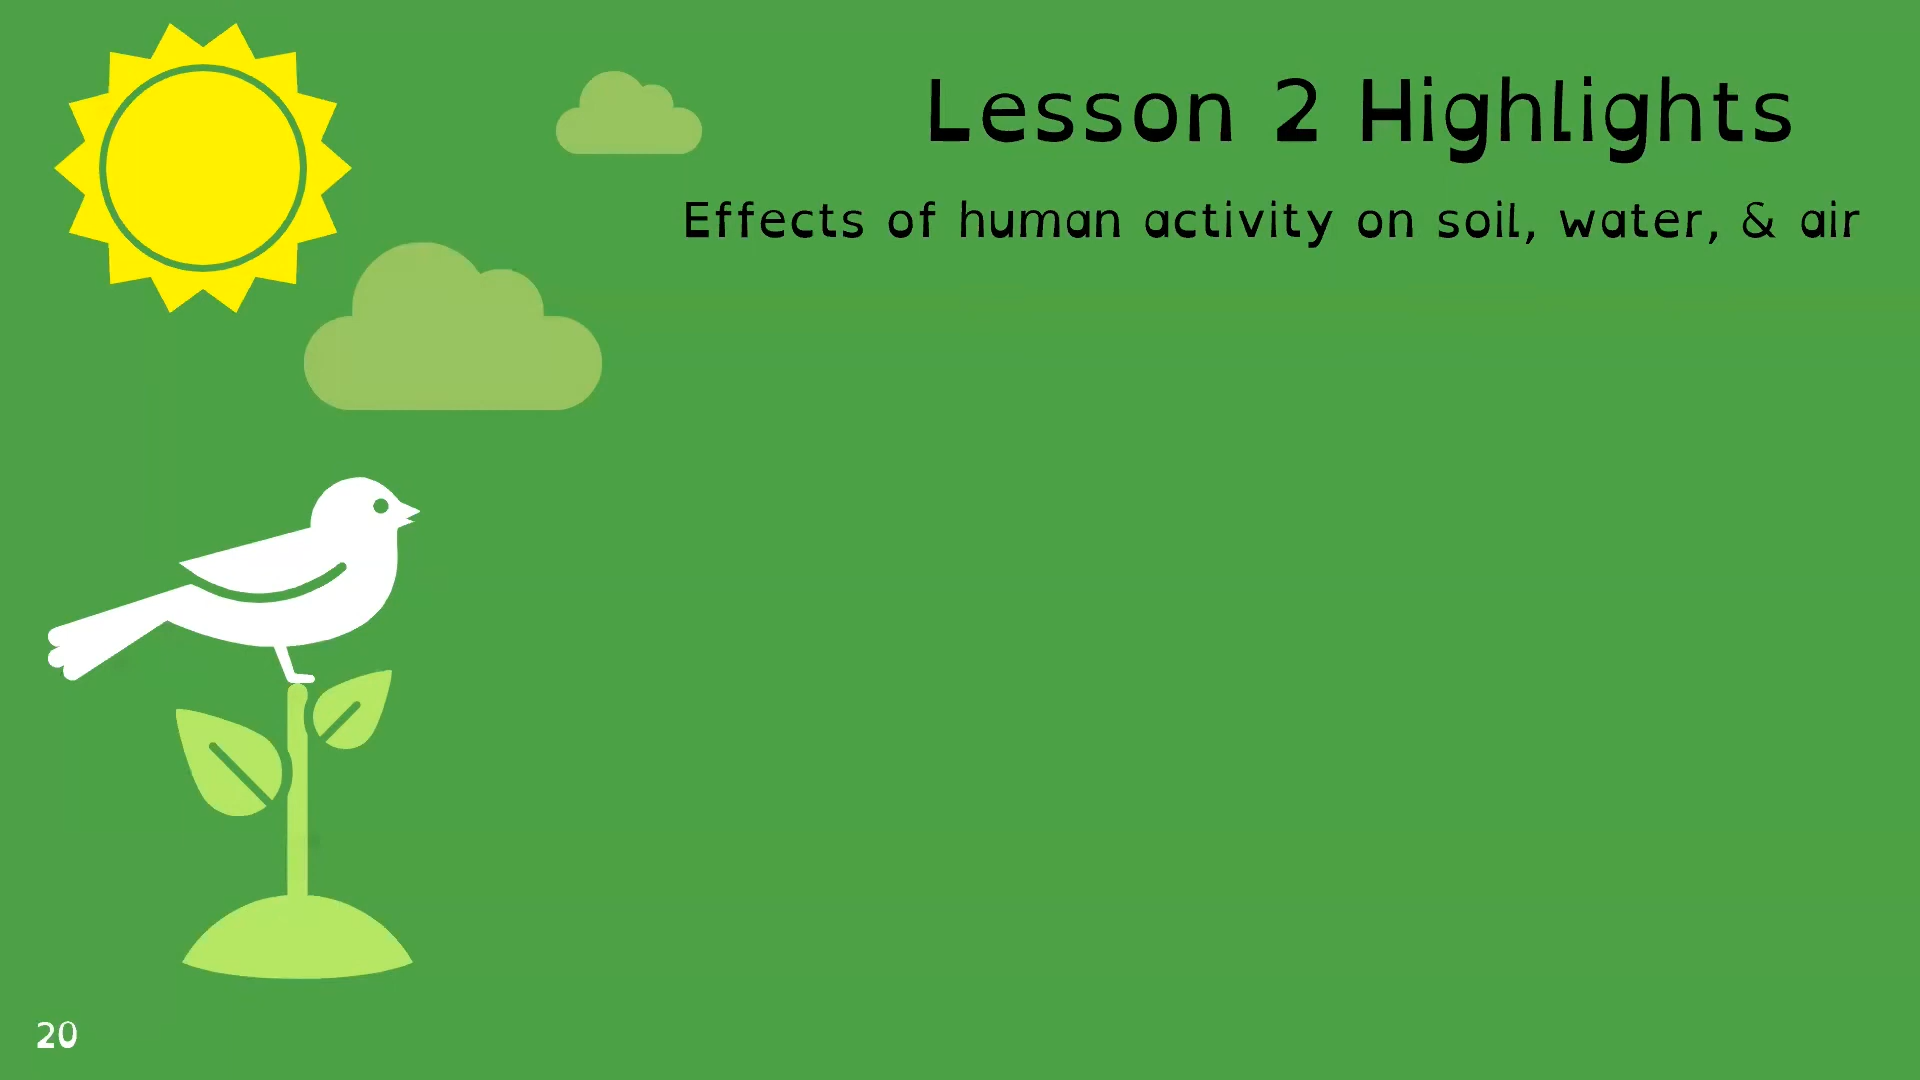 Lesson 2 Highlights
Effects of human activity on soil, water, & air
20